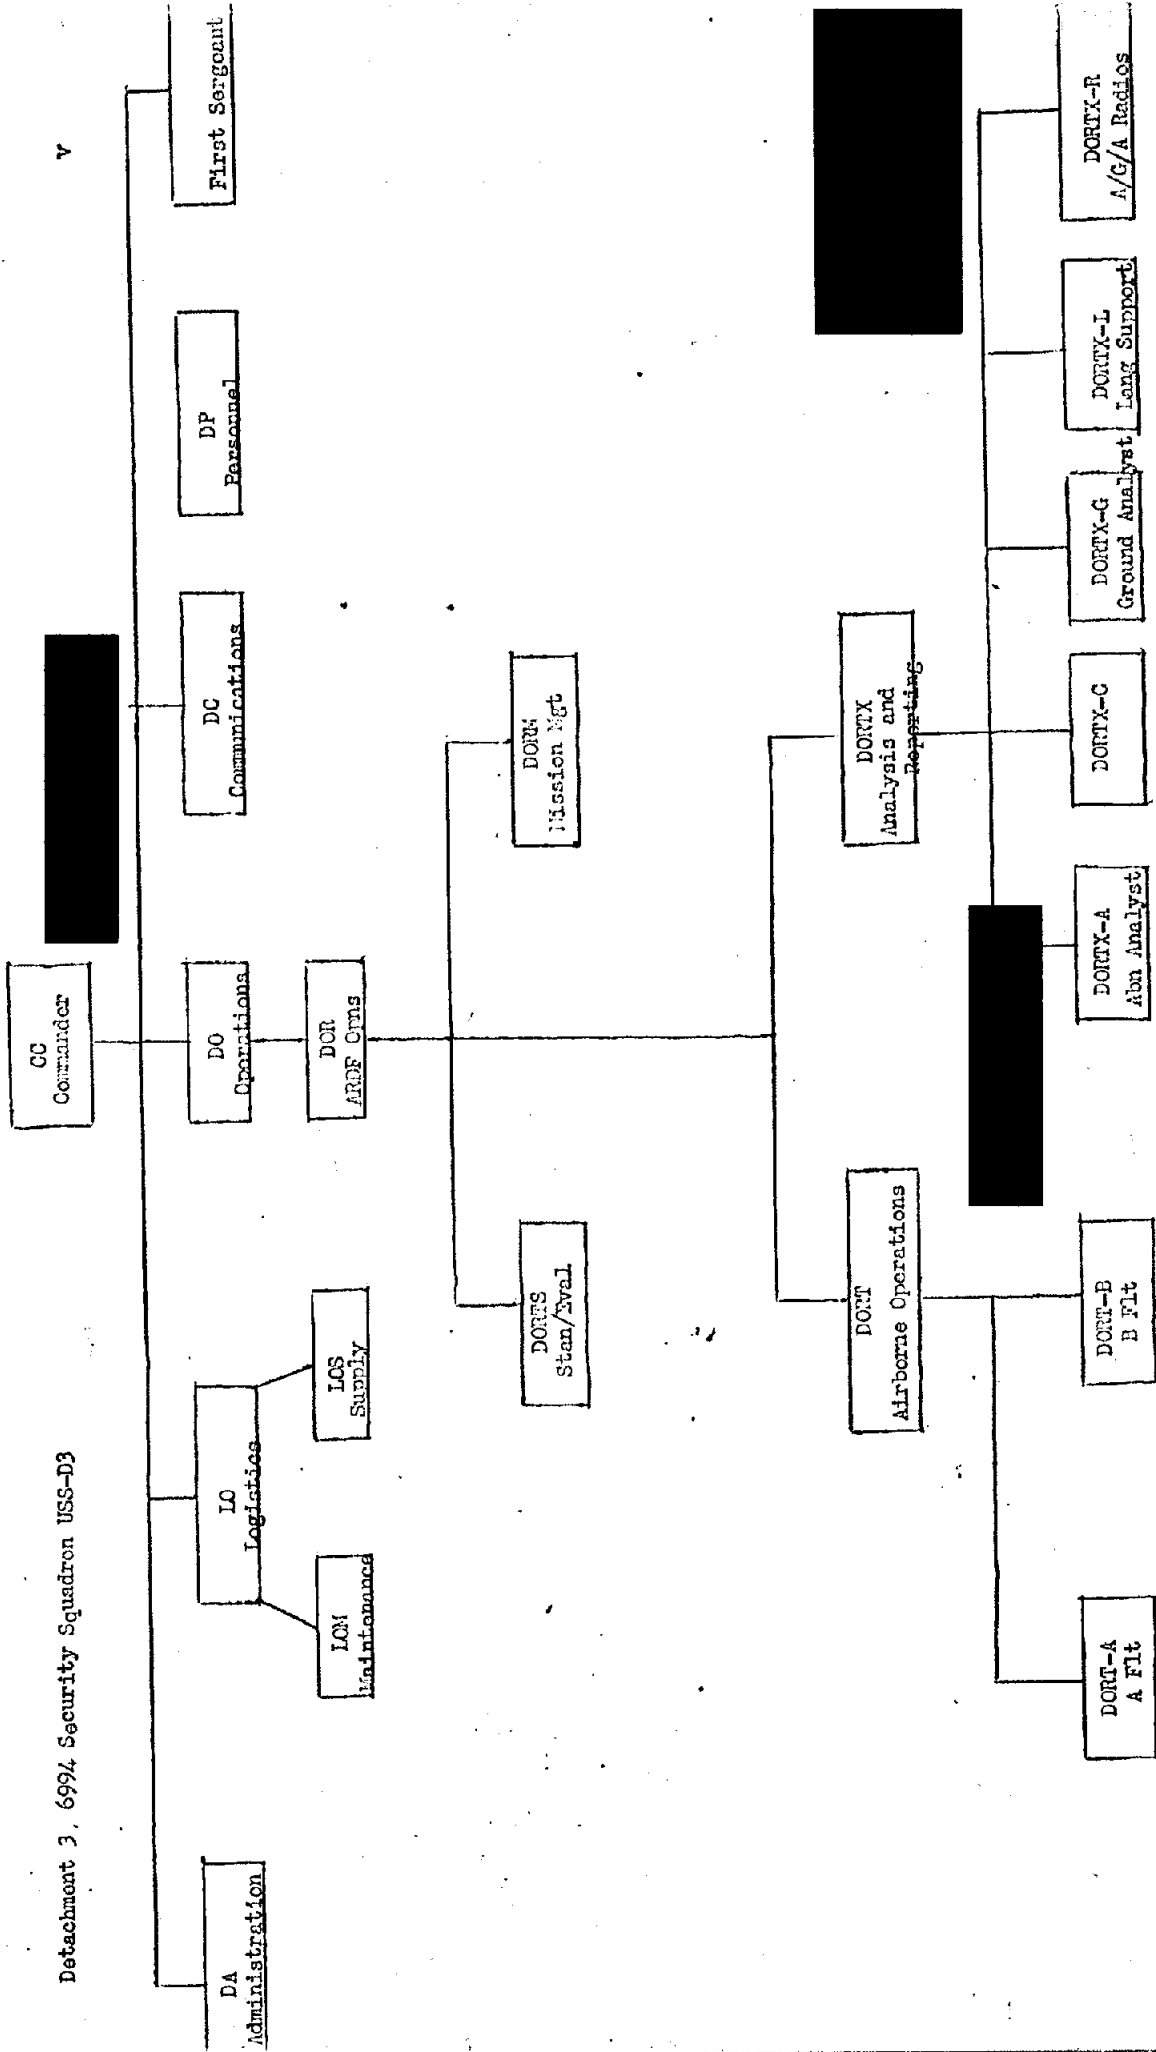 Detachment 3, 6994 Security Squadron USS-D3
v
CC
Commander
DA
Administration
LO
Logistics
DO
Operations
DC
Communications
DP
Personnel
First Sergeant
LOM
Maintenance
LOS
Supply
DOR
ARDF Opns
DORTS
Stan/Eval
DORM
Mission Mgt
DORT
Airborne Operations
DORTX
Analysis and
Reporting
DORT-A
A Flt
DORT-B
B Flt
DORTX-A
Abn Analyst
DORTX-C
DORTX-G
Ground Analyst
DORTX-L
Lang Support
DORTX-R
A/G/A Radios